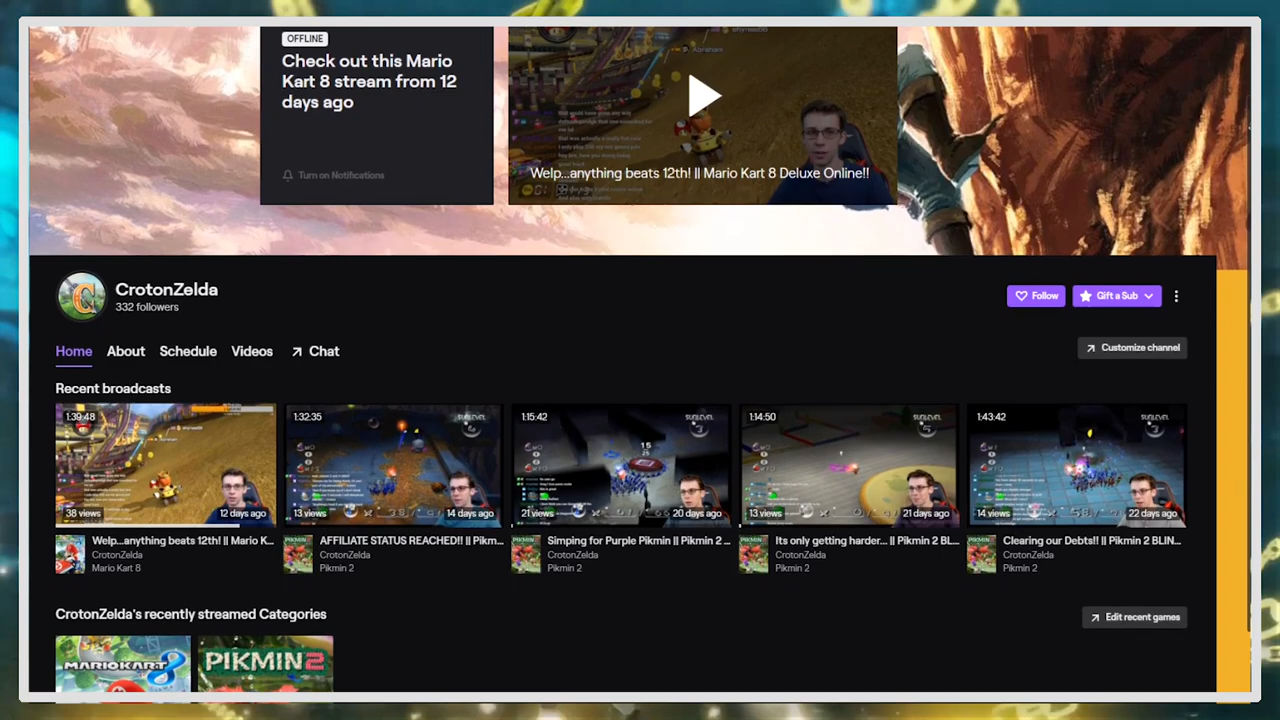 OFFLINE
Check out this Mario
Kart 8 stream from 12
days ago
Turn on Notifications
Abraham
Welp...anything beats 12th! || Mario Kart 8 Deluxe Online!!
CrotonZelda
332 followers
Follow
Gift a Sub
Home About Schedule Videos Chat
Customize channel
Recent broadcasts
1:39:48 1:32:35 1:15:42 1:14:50 1:43:42
SUBLEVEL SUBLEVEL SUBLEVEL SUBLEVEL
38 views 12 days ago 13 views 14 days ago 21 views 20 days ago 13 views 21 days ago 14 views 22 days ago
Welp...anything beats 12th! || Mario K... AFFILIATE STATUS REACHED!! || Pikm... Simping for Purple Pikmin || Pikmin 2 ... Its only getting harder... || Pikmin 2 BL... Clearing our Debts!! || Pikmin 2 BLIN...
CrotonZelda CrotonZelda CrotonZelda CrotonZelda CrotonZelda
Mario Kart 8 Pikmin 2 Pikmin 2 Pikmin 2 Pikmin 2
CrotonZelda's recently streamed Categories
Edit recent games
MARIOKART 8 PIKMIN 2